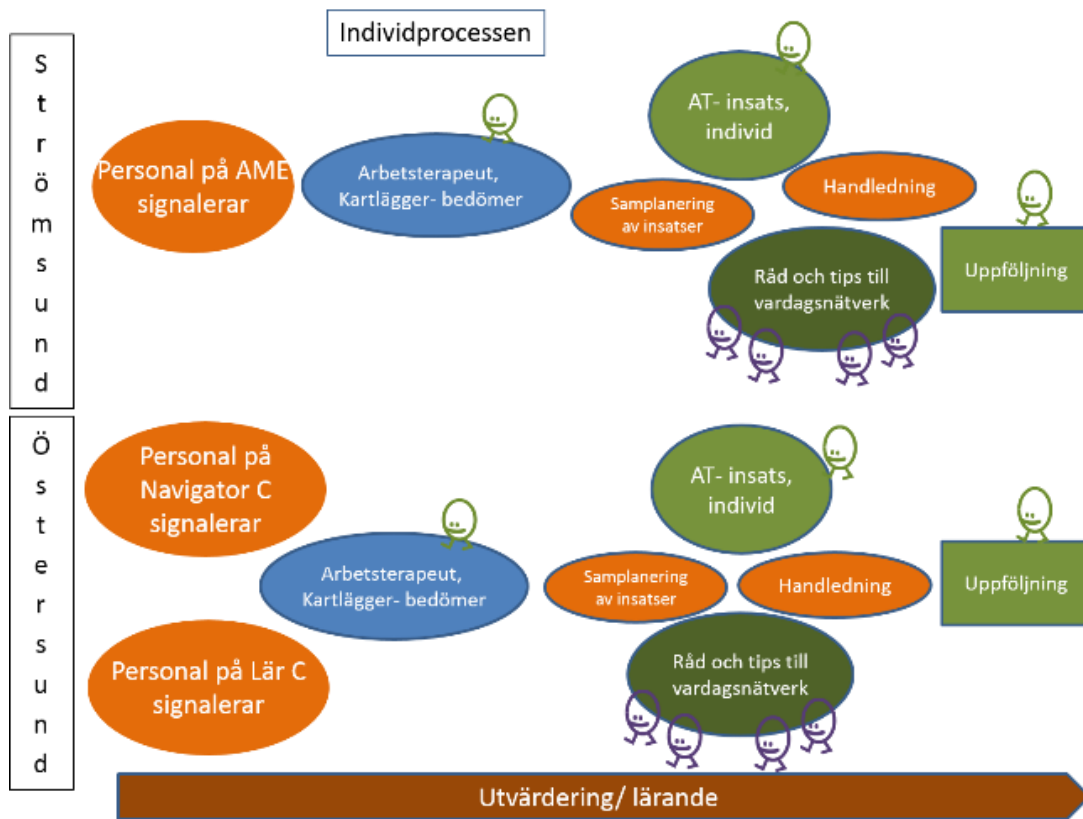 Individprocessen
Strömsund
Personal på AME
signalerar
Arbetsterapeut,
Kartlägger- bedömer
Samplanering
av insatser
AT- insats,
individ
Handledning
Råd och tips till
vardagsnätverk
Uppföljning
Östersund
Personal på
Navigator C
signalerar
Personal på Lär C
signalerar
Arbetsterapeut,
Kartlägger- bedömer
Samplanering
av insatser
AT- insats,
individ
Handledning
Råd och tips till
vardagsnätverk
Uppföljning
Utvärdering/ lärande